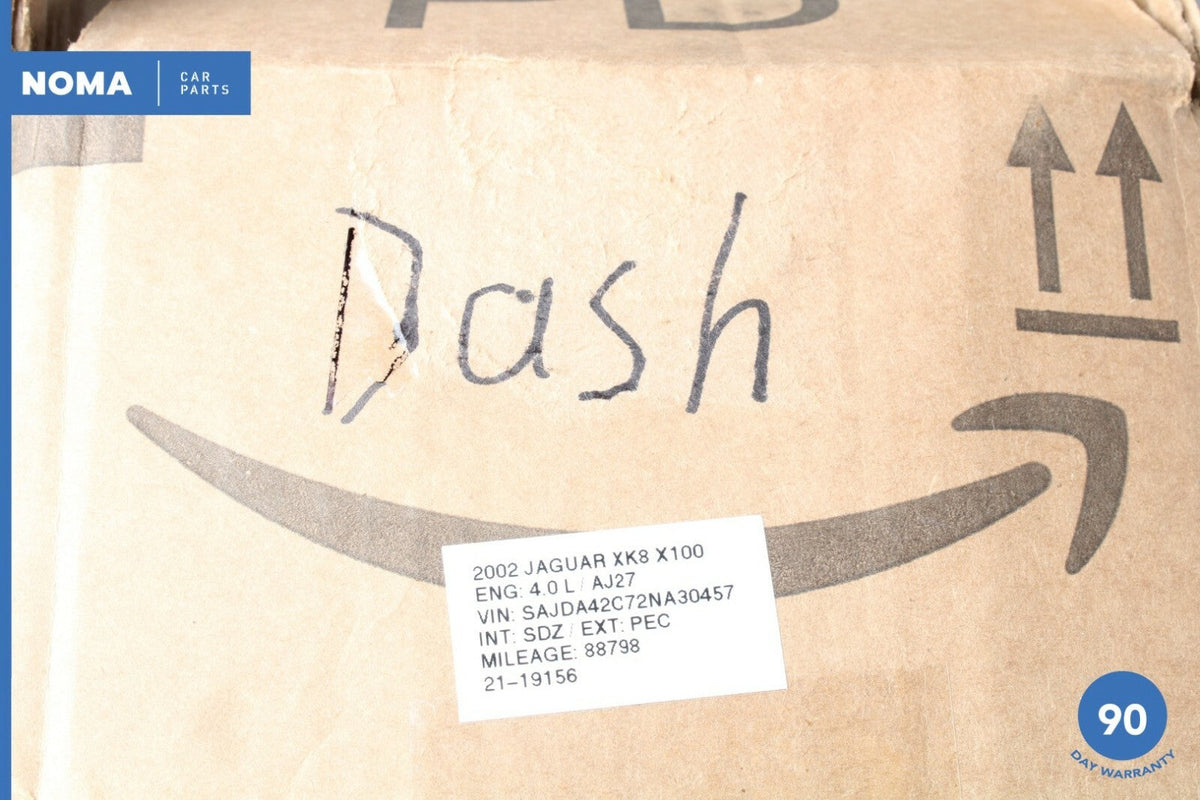 NOMA
CAR
PARTS
Dash
2002 JAGUAR XK8 X100
ENG: 4.0 L / AJ27
VIN: SAJDA42C72NA30457
INT: SDZ / EXT: PEC
MILEAGE: 88798
21-19156
90
DAY WARRANTY